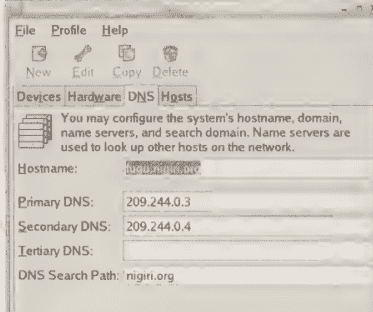 File Profile Help
New Edit Copy Delete
Devices Hardware DNS Hosts
You may configure the system's hostname, domain,
name servers, and search domain. Name servers are
used to look up other hosts on the network.
Hostname:
Primary DNS: 209.244.0.3
Secondary DNS: 209.244.0.4
Tertiary DNS:
DNS Search Path: nigiri.org